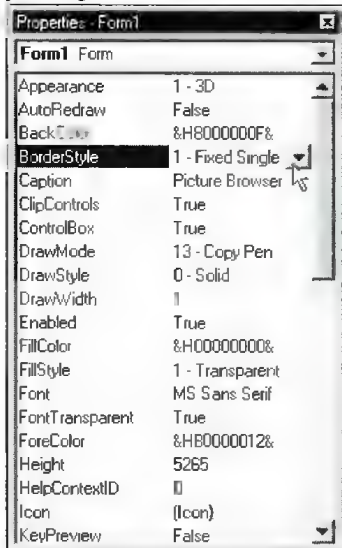 Properties - Form1
Form1 Form
Appearance 1 - 3D
AutoRedraw False
BackColor &H8000000F&
BorderStyle 1 - Fixed Single
Caption Picture Browser
ClipControls True
ControlBox True
DrawMode 13 - Copy Pen
DrawStyle 0 - Solid
DrawWidth
Enabled True
FillColor &H00000000&
FillStyle 1 - Transparent
Font MS Sans Serif
FontTransparent True
ForeColor &H80000012&
Height 5265
HelpContextID
Icon (Icon)
KeyPreview False